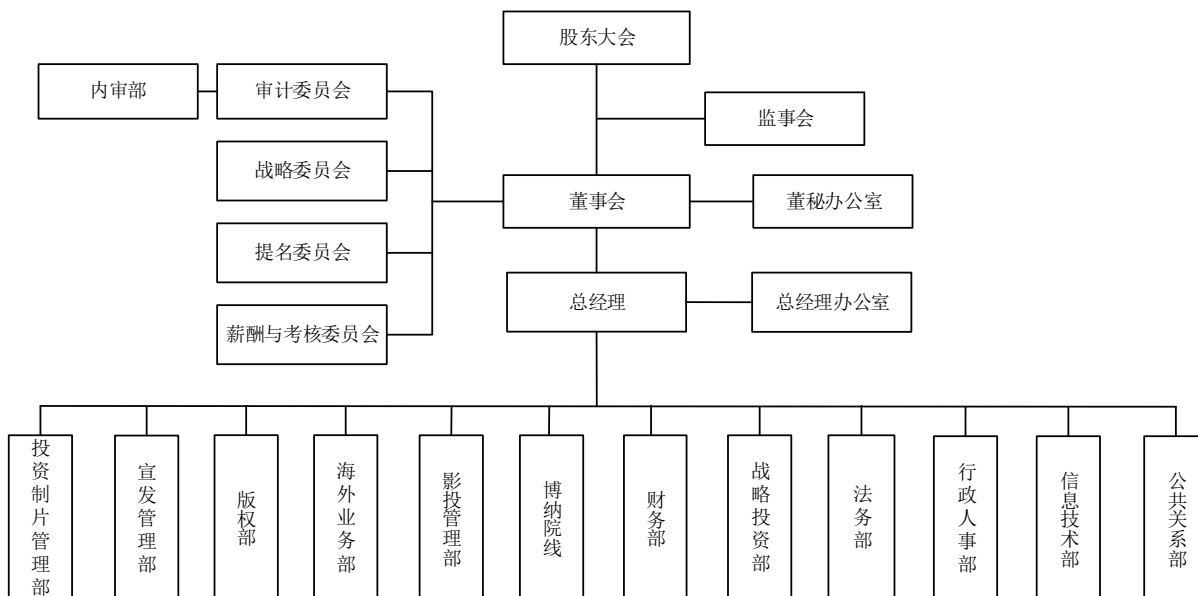 股东大会
内审部
审计委员会
监事会
战略委员会
董事会
董秘办公室
提名委员会
总经理
总经理办公室
薪酬与考核委员会
投资制片管理部
宣发管理部
版权部
海外业务部
影投管理部
博纳院线
财务部
战略投资部
法务部
行政人事部
信息技术部
公共关系部